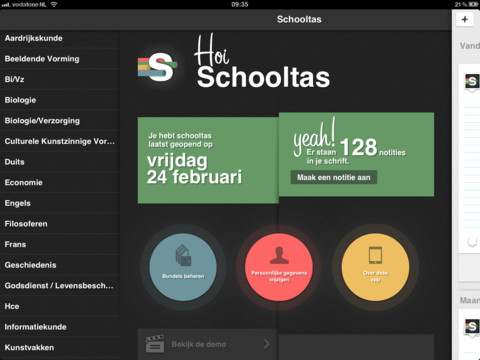 vodafone NL
09:35
21 %
Schooltas
Aardrijkskunde
Beeldende Vorming
Bi/Vz
Biologie
Biologie/Verzorging
Culturele Kunstzinnige Vor...
Duits
Economie
Engels
Filosoferen
Frans
Geschiedenis
Godsdienst / Levensbesch...
Hce
Informatiekunde
Kunstvakken
S
Hoi
Schooltas
Je hebt schooltas
laatst geopend op
vrijdag
24 februari
yeah!
Er staan 128 notities
in je schrift.
Maak een notitie aan
Bundels beheren
Persoonlijke gegevens
wijzigen
Over deze
app
Bekijk de demo
+
Vand
S
Maan
S